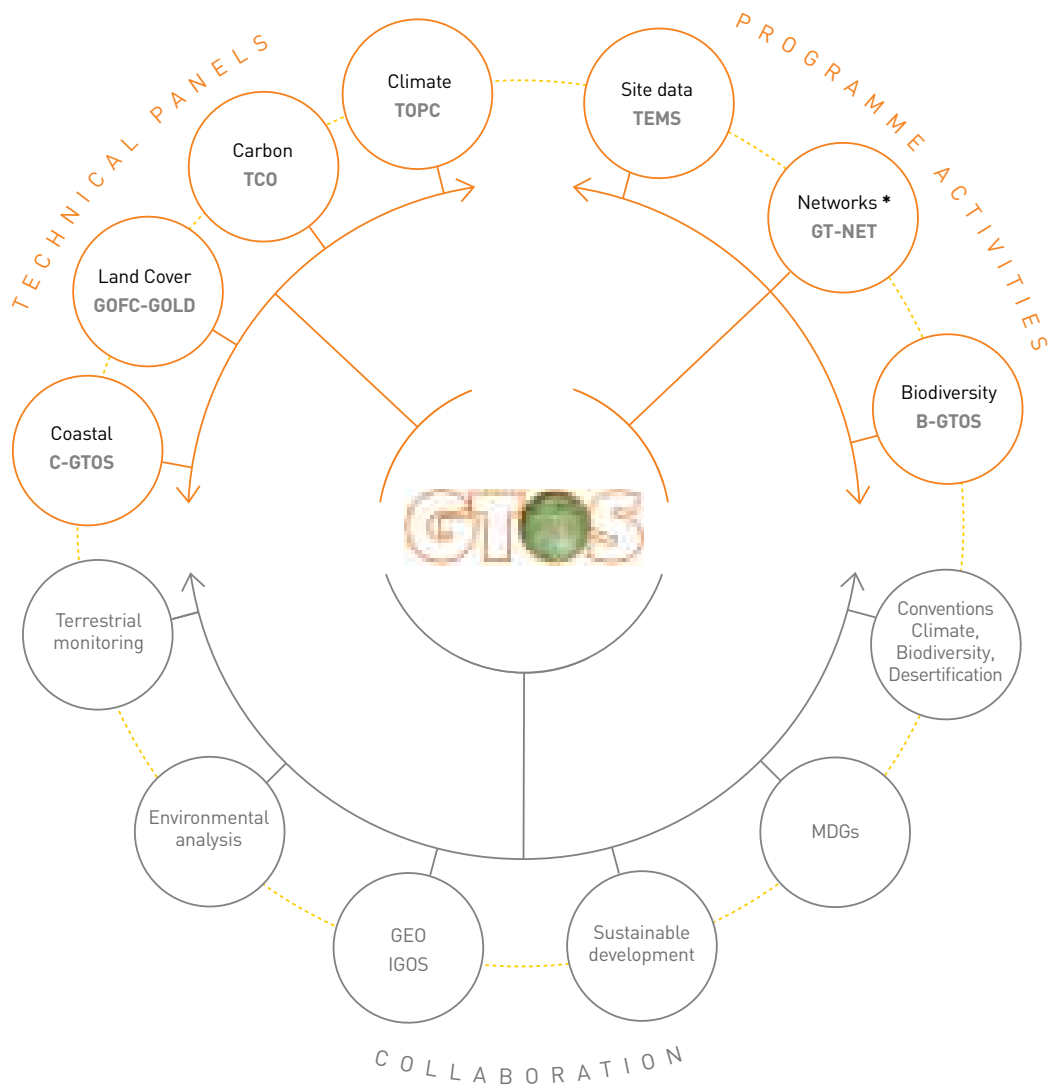 TECHNICAL PANELS
PROGRAMME ACTIVITIES
Climate
TOPC
Site data
TEMS
Carbon
TCO
Networks *
GT-NET
Land Cover
GOFC-GOLD
Biodiversity
B-GTOS
Coastal
C-GTOS
GTOS
Terrestrial
monitoring
Conventions
Climate,
Biodiversity,
Desertification
Environmental
analysis
MDGs
GEO
IGOS
Sustainable
development
COLLABORATION